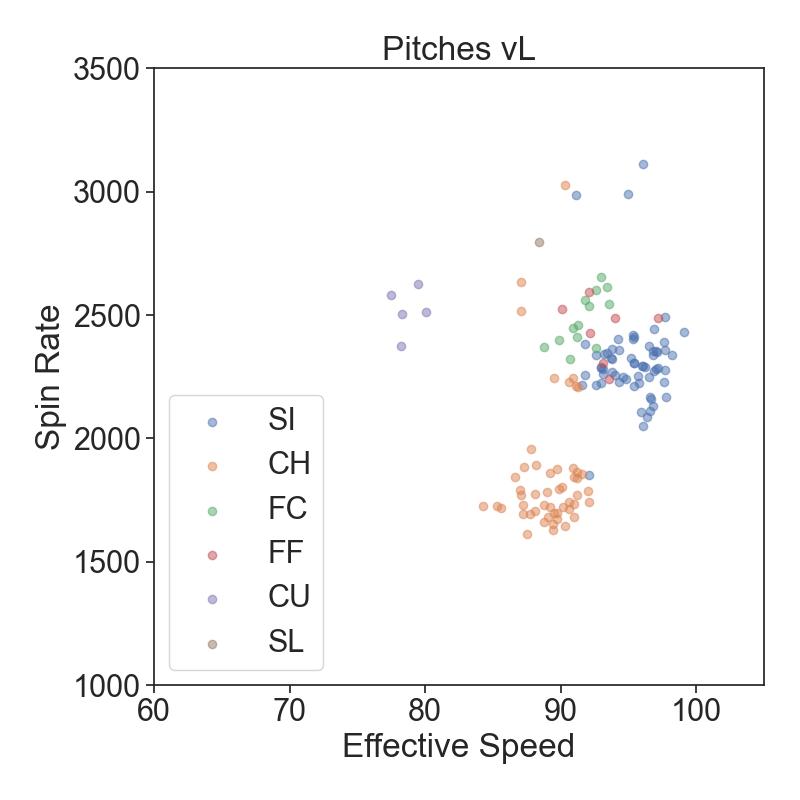 Pitches vL
3500
3000
2500
2000
1500
1000
Spin Rate
SI
CH
FC
FF
CU
SL
60 70 80 90 100
Effective Speed